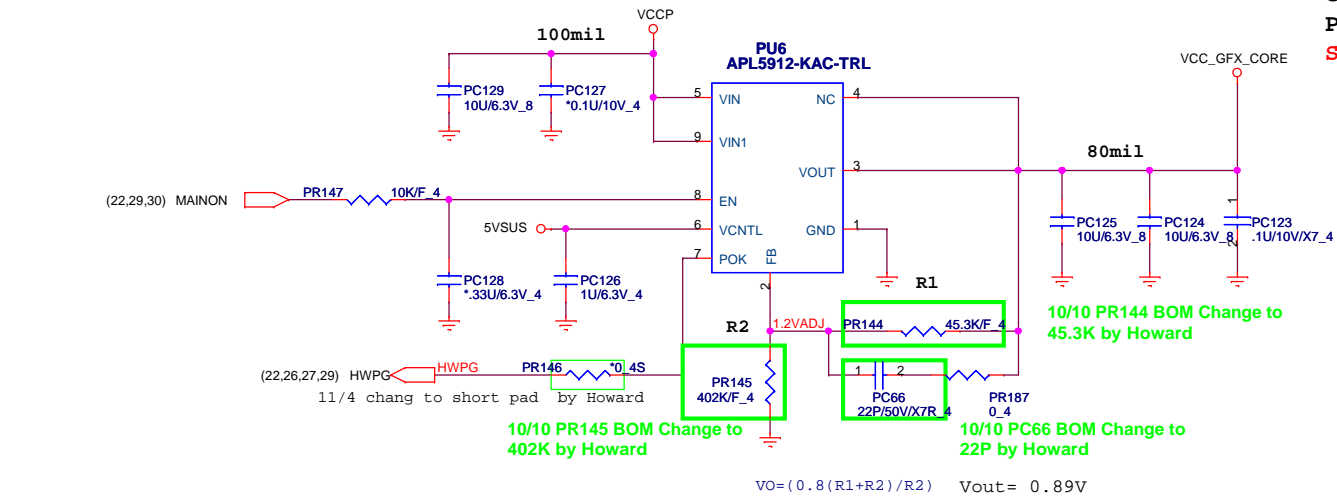 VCCP
100mil
PU6
APL5912-KAC-TRL
P
S
VCC_GFX_CORE
PC129
10U/6.3V_8
PC127
*0.1U/10V_4
5
VIN
NC
4
9
VIN1
80mil
VOUT
3
(22,29,30) MAINON
PR147
10K/F_4
8
EN
5VSUS
6
VCNTL
GND
1
7
POK
FB
2
PC128
*.33U/6.3V_4
PC126
1U/6.3V_4
PC125
10U/6.3V_8
PC124
10U/6.3V_8
1
2
PC123
.1U/10V/X7_4
R1
10/10 PR144 BOM Change to
45.3K by Howard
R2
1.2VADJ
PR144
45.3K/F_4
(22,26,27,29) HWPG
HWPG
PR146
*0_4S
11/4 chang to short pad by Howard
PR145
402K/F_4
1
2
PC66
22P/50V/X7R_4
PR187
0_4
10/10 PR145 BOM Change to
402K by Howard
10/10 PC66 BOM Change to
22P by Howard
VO=(0.8(R1+R2)/R2) Vout= 0.89V